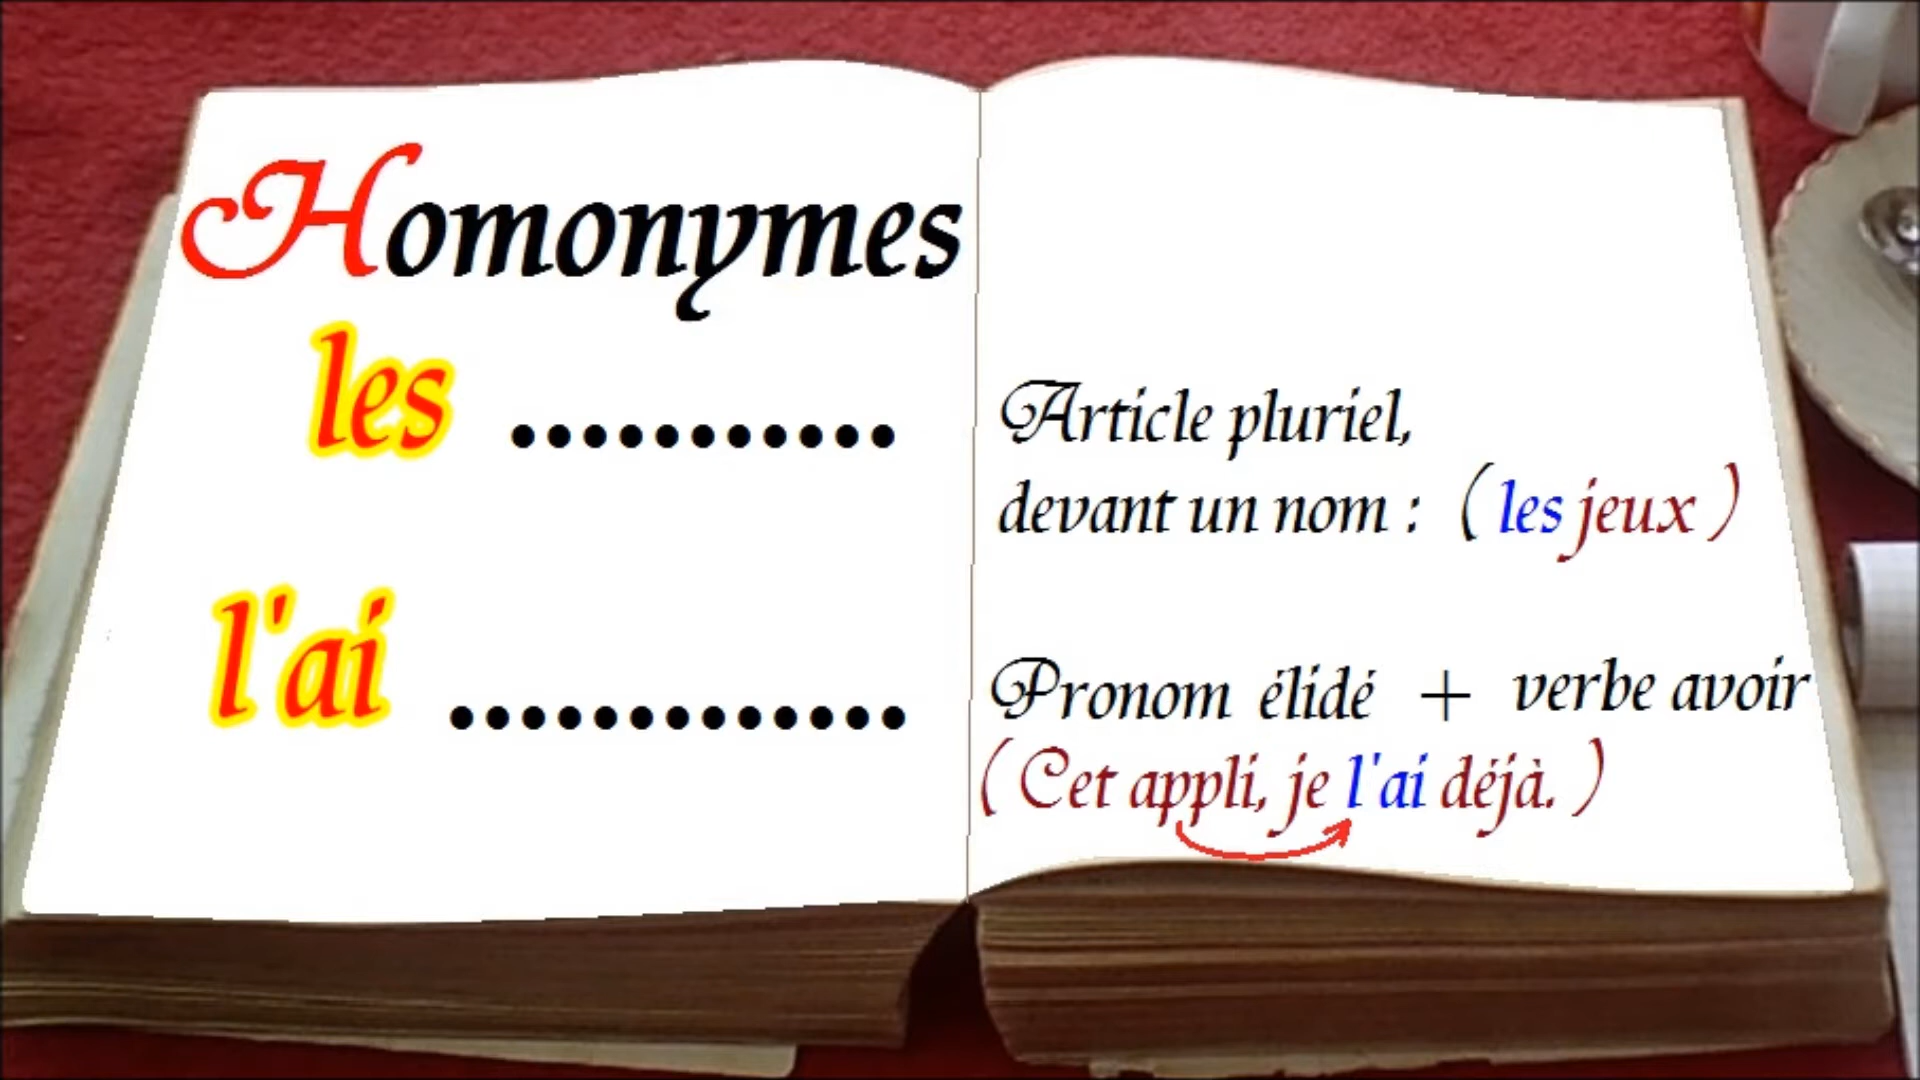 Homonymes
les ...........
Article pluriel,
devant un nom : ( les jeux )
l'ai .............
Pronom élidé + verbe avoir
( Cet appli, je l'ai déjà. )